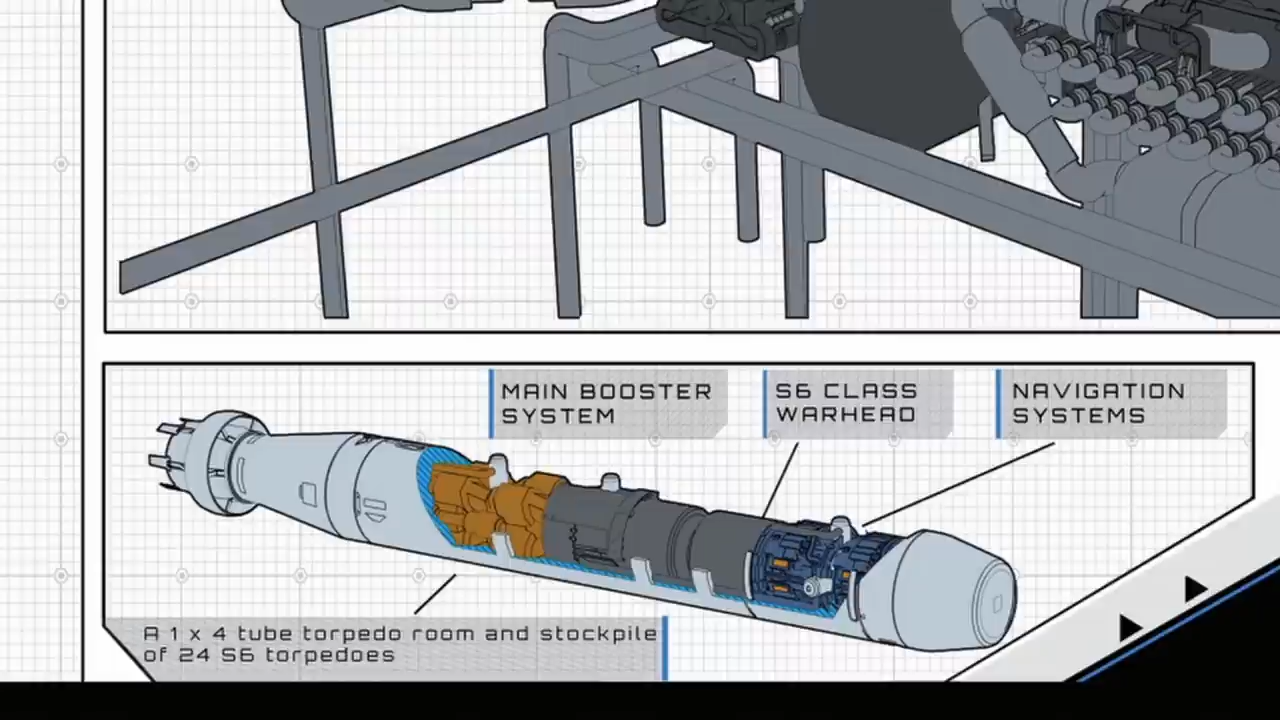 MAIN BOOSTER
SYSTEM
S6 CLASS
WARHEAD
NAVIGATION
SYSTEMS
A 1 x 4 tube torpedo room and stockpile
of 24 S6 torpedoes